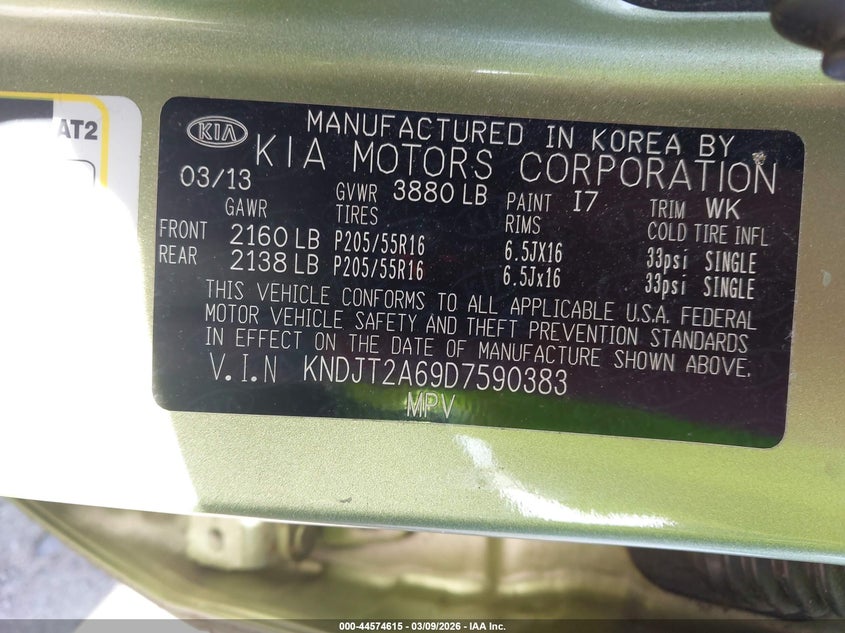 AT2
KIA
MANUFACTURED IN KOREA BY
KIA MOTORS CORPORATION
03/13 GVWR 3880 LB PAINT I7 TRIM WK
GAWR TIRES RIMS COLD TIRE INFL
FRONT 2160 LB P205/55R16 6.5JX16 33psi SINGLE
REAR 2138 LB P205/55R16 6.5Jx16 33psi SINGLE
THIS VEHICLE CONFORMS TO ALL APPLICABLE U.S.A. FEDERAL
MOTOR VEHICLE SAFETY AND THEFT PREVENTION STANDARDS
IN EFFECT ON THE DATE OF MANUFACTURE SHOWN ABOVE.
V.I.N KNDJT2A69D7590383
MPV
000-44574615 - 03/09/2026 - IAA Inc.